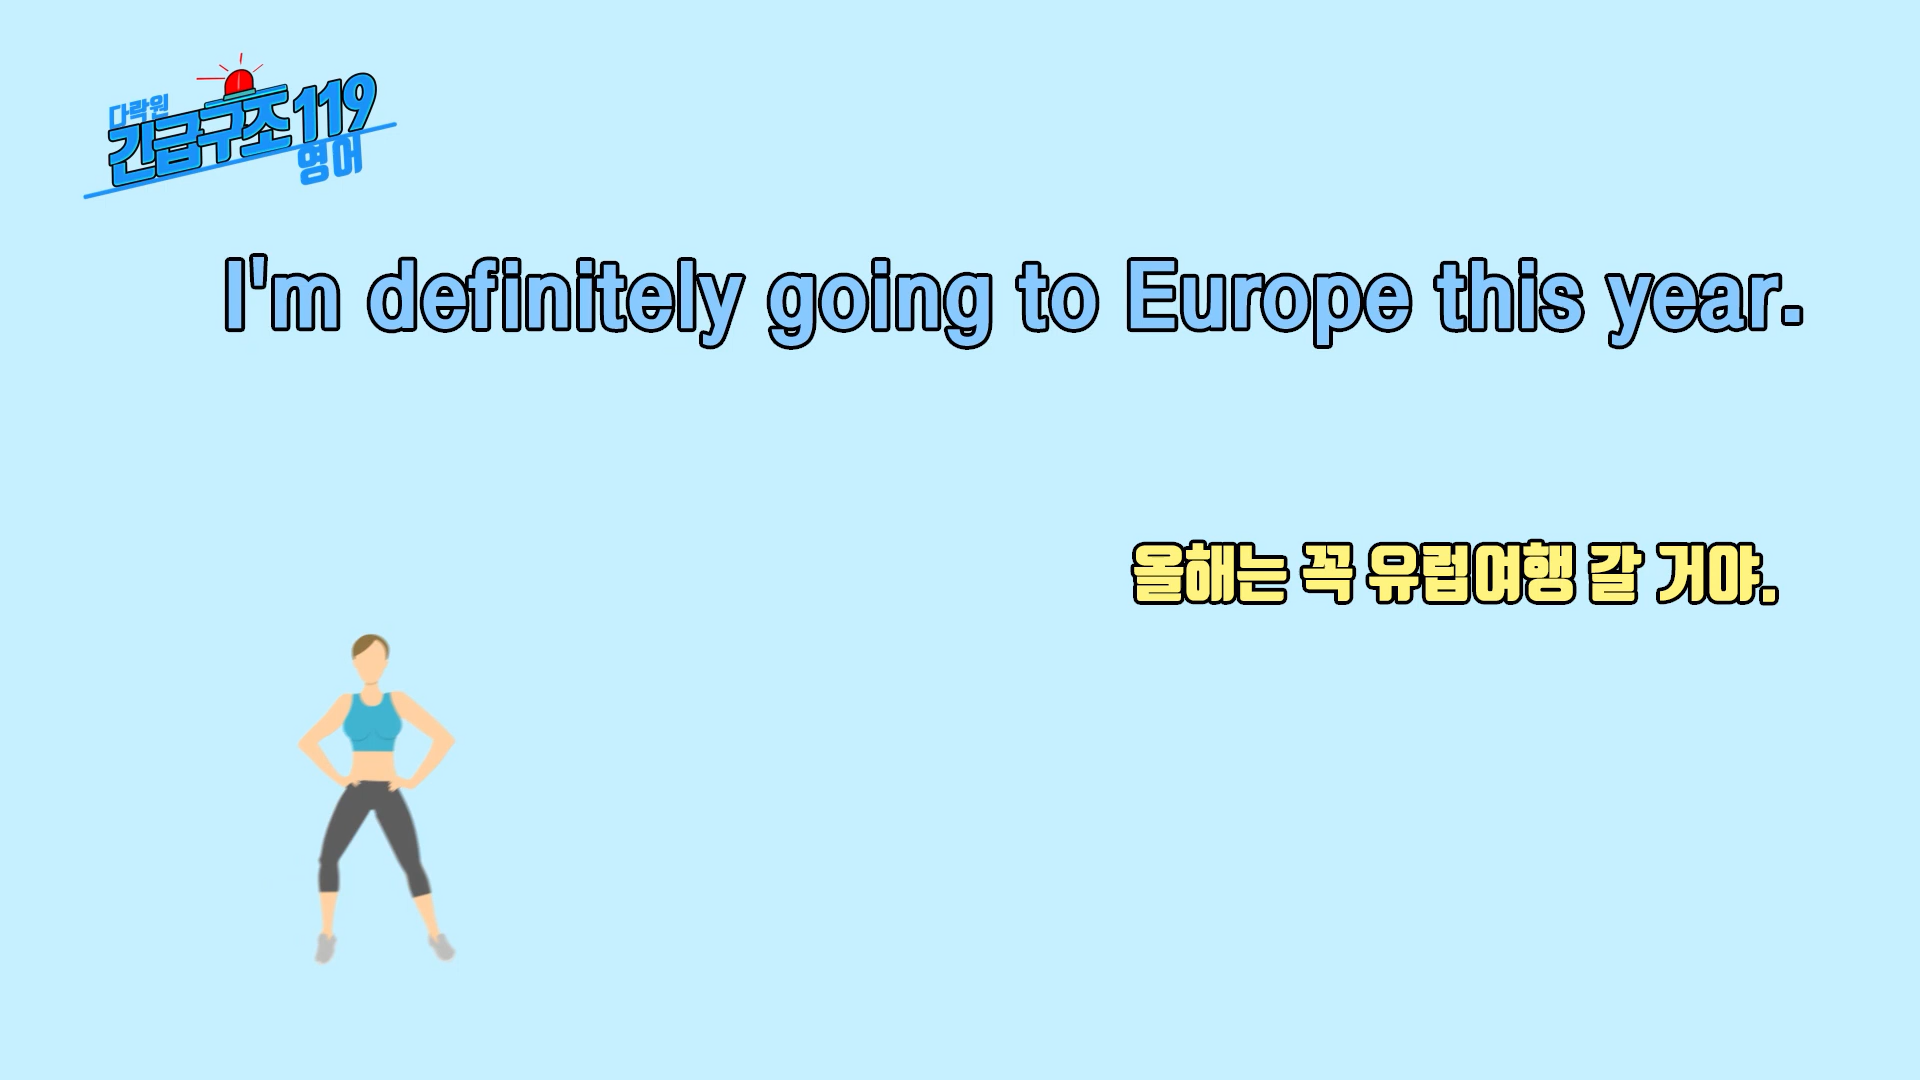 다락원
긴급구조119
영어
I'm definitely going to Europe this year.
올해는 꼭 유럽여행 갈 거야.